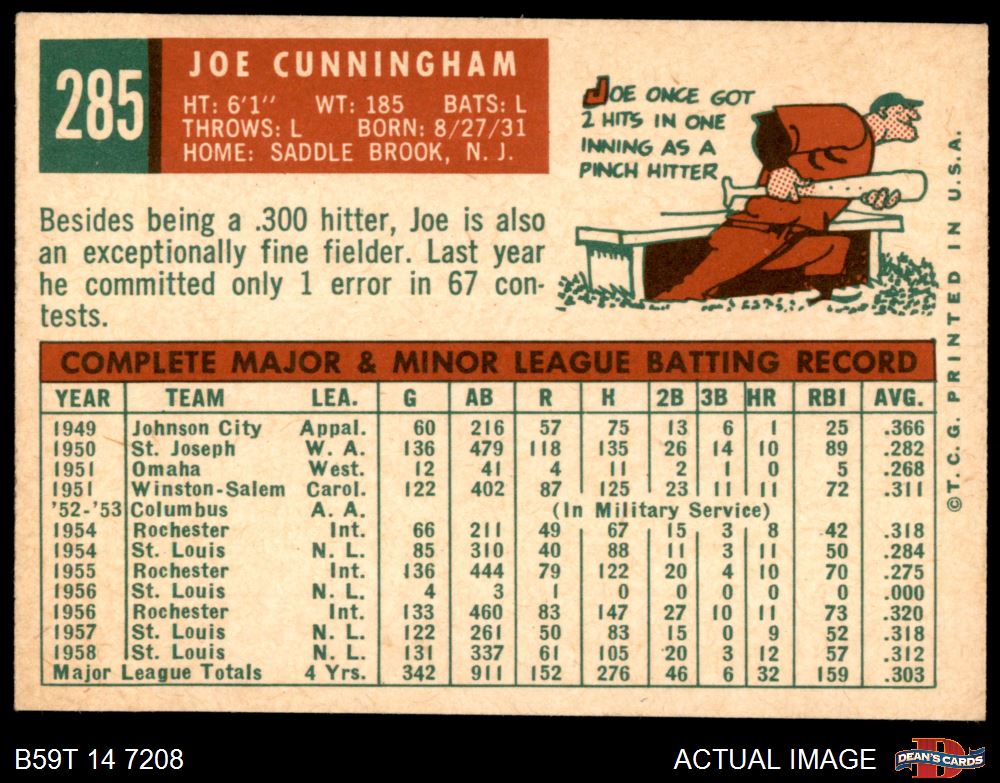 285
JOE CUNNINGHAM
HT: 6'1" WT: 185 BATS: L
THROWS: L BORN: 8/27/31
HOME: SADDLE BROOK, N. J.
JOE ONCE GOT
2 HITS IN ONE
INNING AS A
PINCH HITTER
Besides being a .300 hitter, Joe is also
an exceptionally fine fielder. Last year
he committed only 1 error in 67 con-
tests.
COMPLETE MAJOR & MINOR LEAGUE BATTING RECORD
YEAR TEAM LEA. G AB R H 2B 3B HR RBI AVG.
1949 Johnson City Appal. 60 216 57 75 13 6 1 25 .366
1950 St. Joseph W. A. 136 479 118 135 26 14 10 89 .282
1951 Omaha West. 12 41 4 11 2 1 0 5 .268
1951 Winston-Salem Carol. 122 402 87 125 23 11 11 72 .311
'52-'53 Columbus A. A. (In Military Service)
1954 Rochester Int. 66 211 49 67 15 3 8 42 .318
1954 St. Louis N. L. 85 310 40 88 11 3 11 50 .284
1955 Rochester Int. 136 444 79 122 20 4 10 70 .275
1956 St. Louis N. L. 4 3 1 0 0 0 0 0 .000
1956 Rochester Int. 133 460 83 147 27 10 11 73 .320
1957 St. Louis N. L. 122 261 50 83 15 0 9 52 .318
1958 St. Louis N. L. 131 337 61 105 20 3 12 57 .312
Major League Totals 4 Yrs. 342 911 152 276 46 6 32 159 .303
©T.C.G. PRINTED IN U.S.A.
B59T 14 7208
ACTUAL IMAGE
D
DEAN'S CARDS